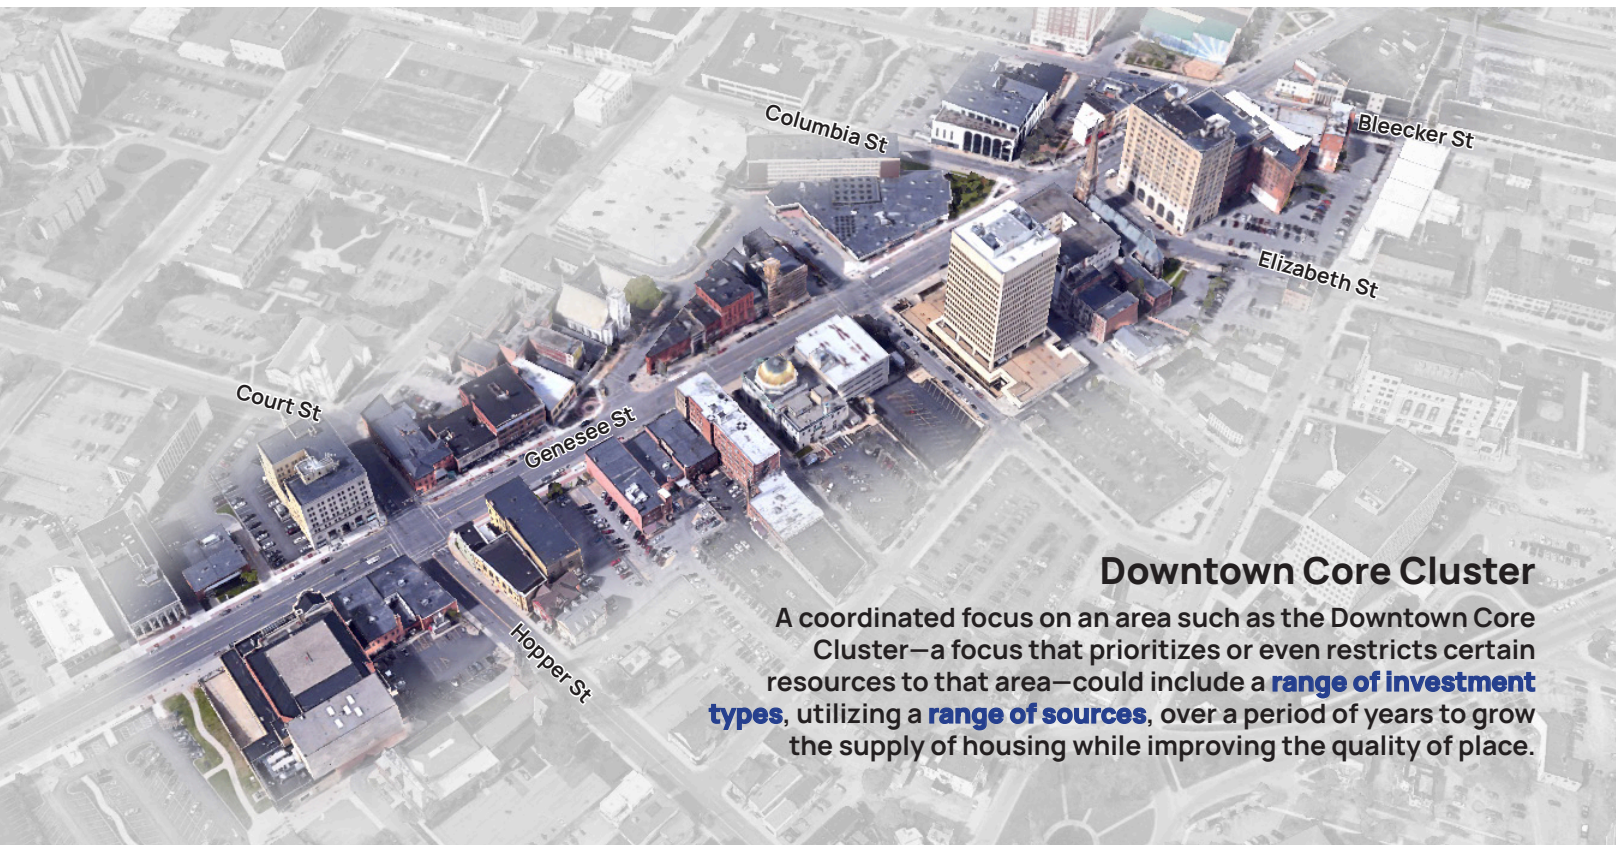 Columbia St
Bleecker St
Elizabeth St
Court St
Genesee St
Hopper St
Downtown Core Cluster
A coordinated focus on an area such as the Downtown Core
Cluster—a focus that prioritizes or even restricts certain
resources to that area—could include a range of investment
types, utilizing a range of sources, over a period of years to grow
the supply of housing while improving the quality of place.